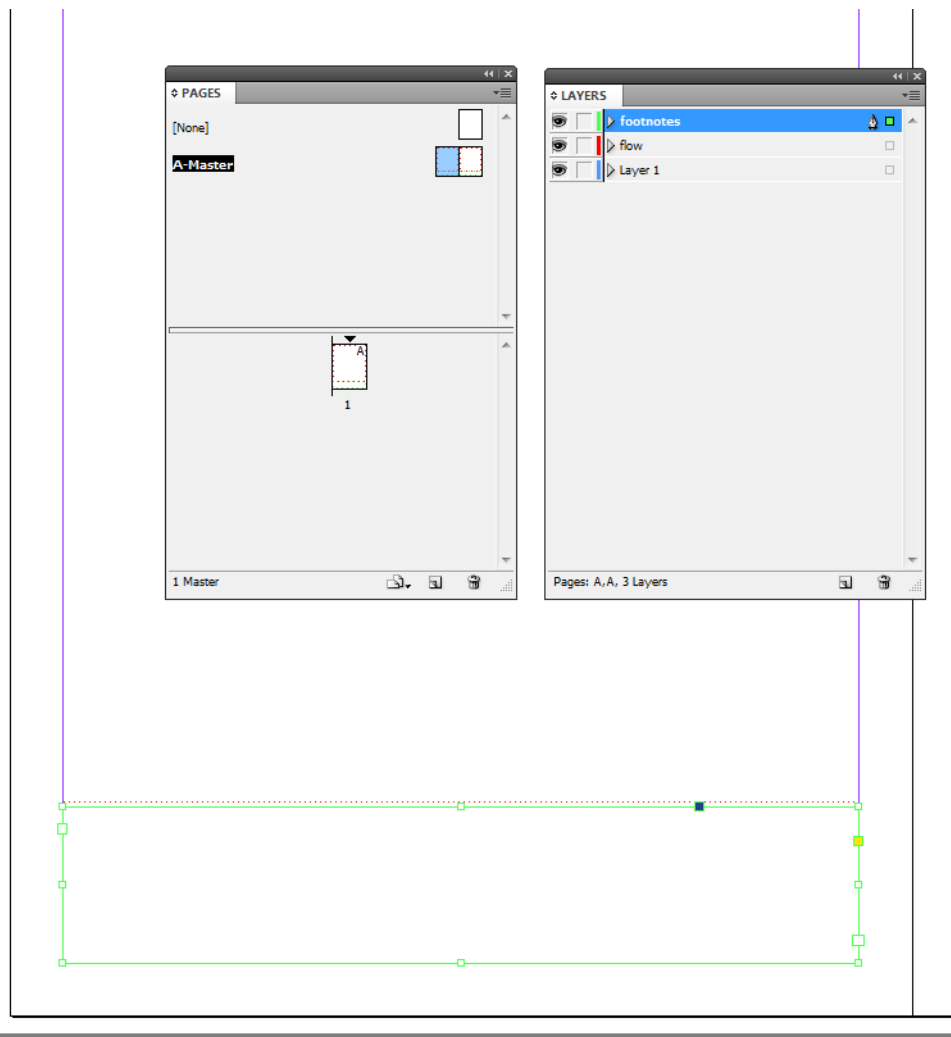 PAGES
[None]
A-Master
A
1
1 Master
LAYERS
footnotes
flow
Layer 1
Pages: A,A, 3 Layers